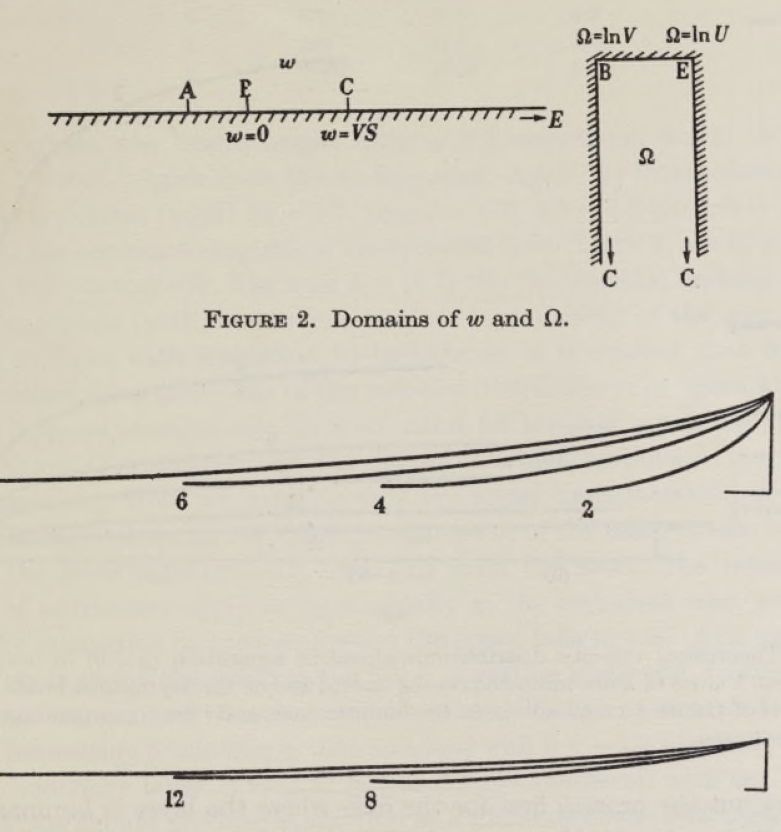 Ω=ln V Ω=ln U
w
A C
B E
E
w=0 w=VS
Ω
C C
FIGURE 2. Domains of w and Ω.
6 4 2
12 8